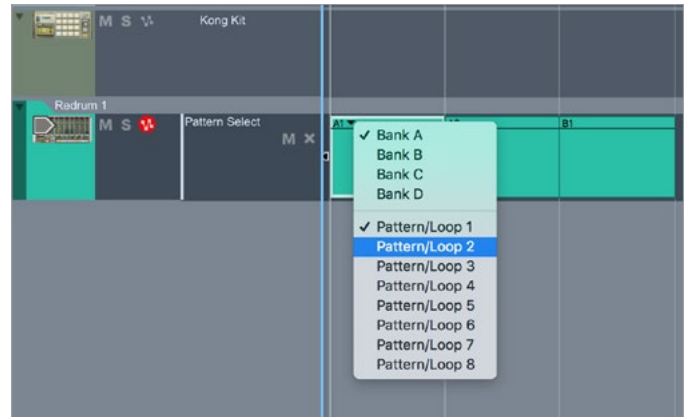 M S Kong Kit
Redrum 1
M S Pattern Select
M
A1
B1
✓ Bank A
Bank B
Bank C
Bank D
✓ Pattern/Loop 1
Pattern/Loop 2
Pattern/Loop 3
Pattern/Loop 4
Pattern/Loop 5
Pattern/Loop 6
Pattern/Loop 7
Pattern/Loop 8